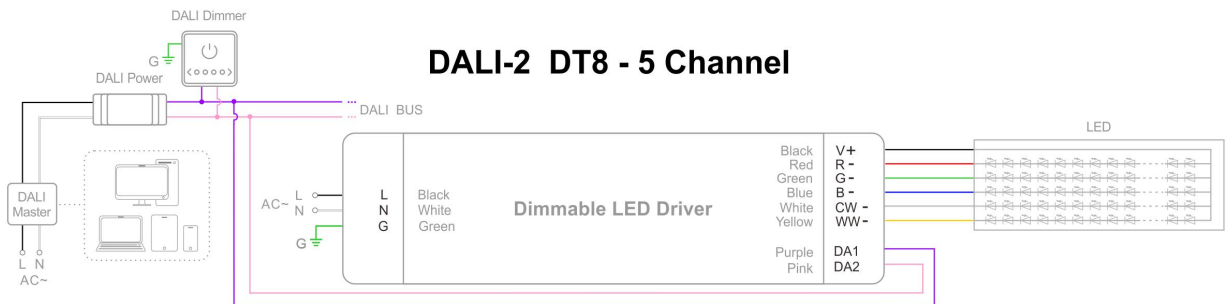 DALI Dimmer
G
DALI-2 DT8 - 5 Channel
DALI Power
... DALI BUS
...
LED
Black V+
Red R -
Green G -
Blue B -
White CW -
Yellow WW -
DALI
Master
AC~ L L Black
N N White
G G Green
Dimmable LED Driver
Purple DA1
Pink DA2
L N
AC~